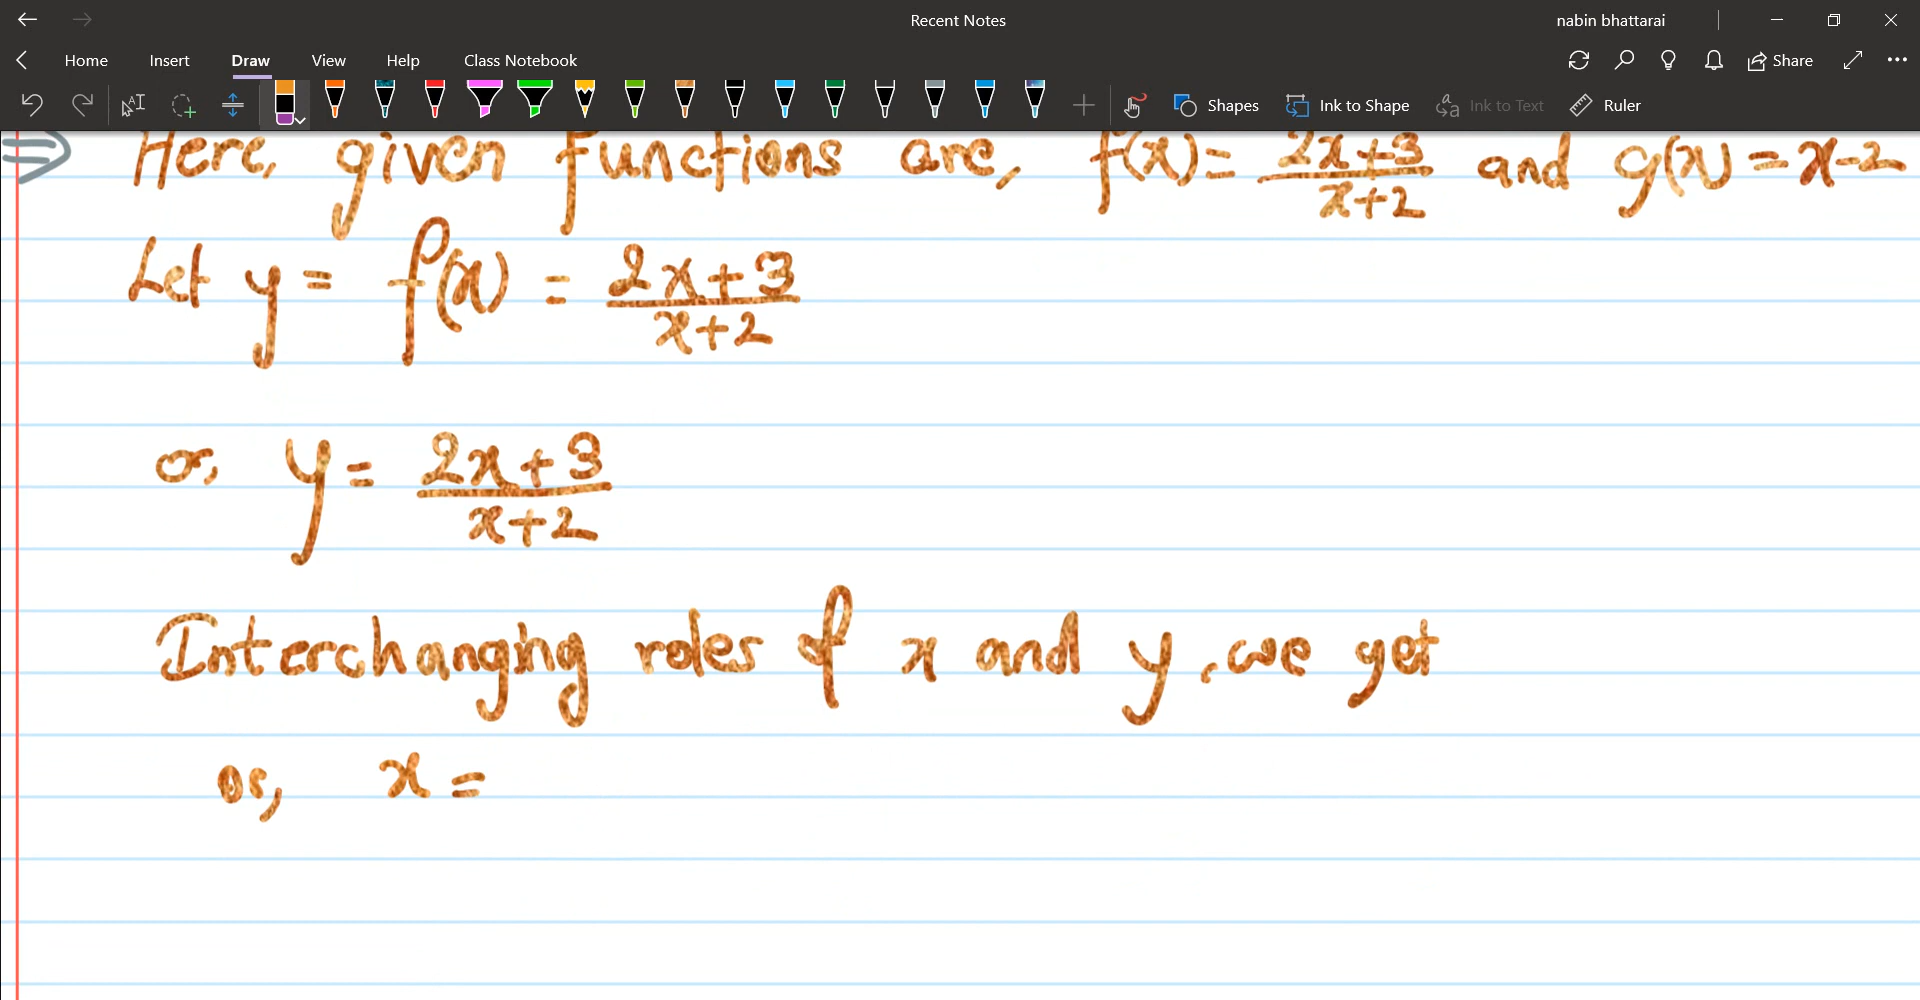 Recent Notes nabin bhattarai
Home Insert Draw View Help Class Notebook Share
Shapes Ink to Shape Ink to Text Ruler
Here, given functions are, f(x) = 2x+3 / x+2 and g(x) = x-2
Let y = f(x) = 2x+3 / x+2
or, y = 2x+3 / x+2
Interchanging roles of x and y, we get
or, x =